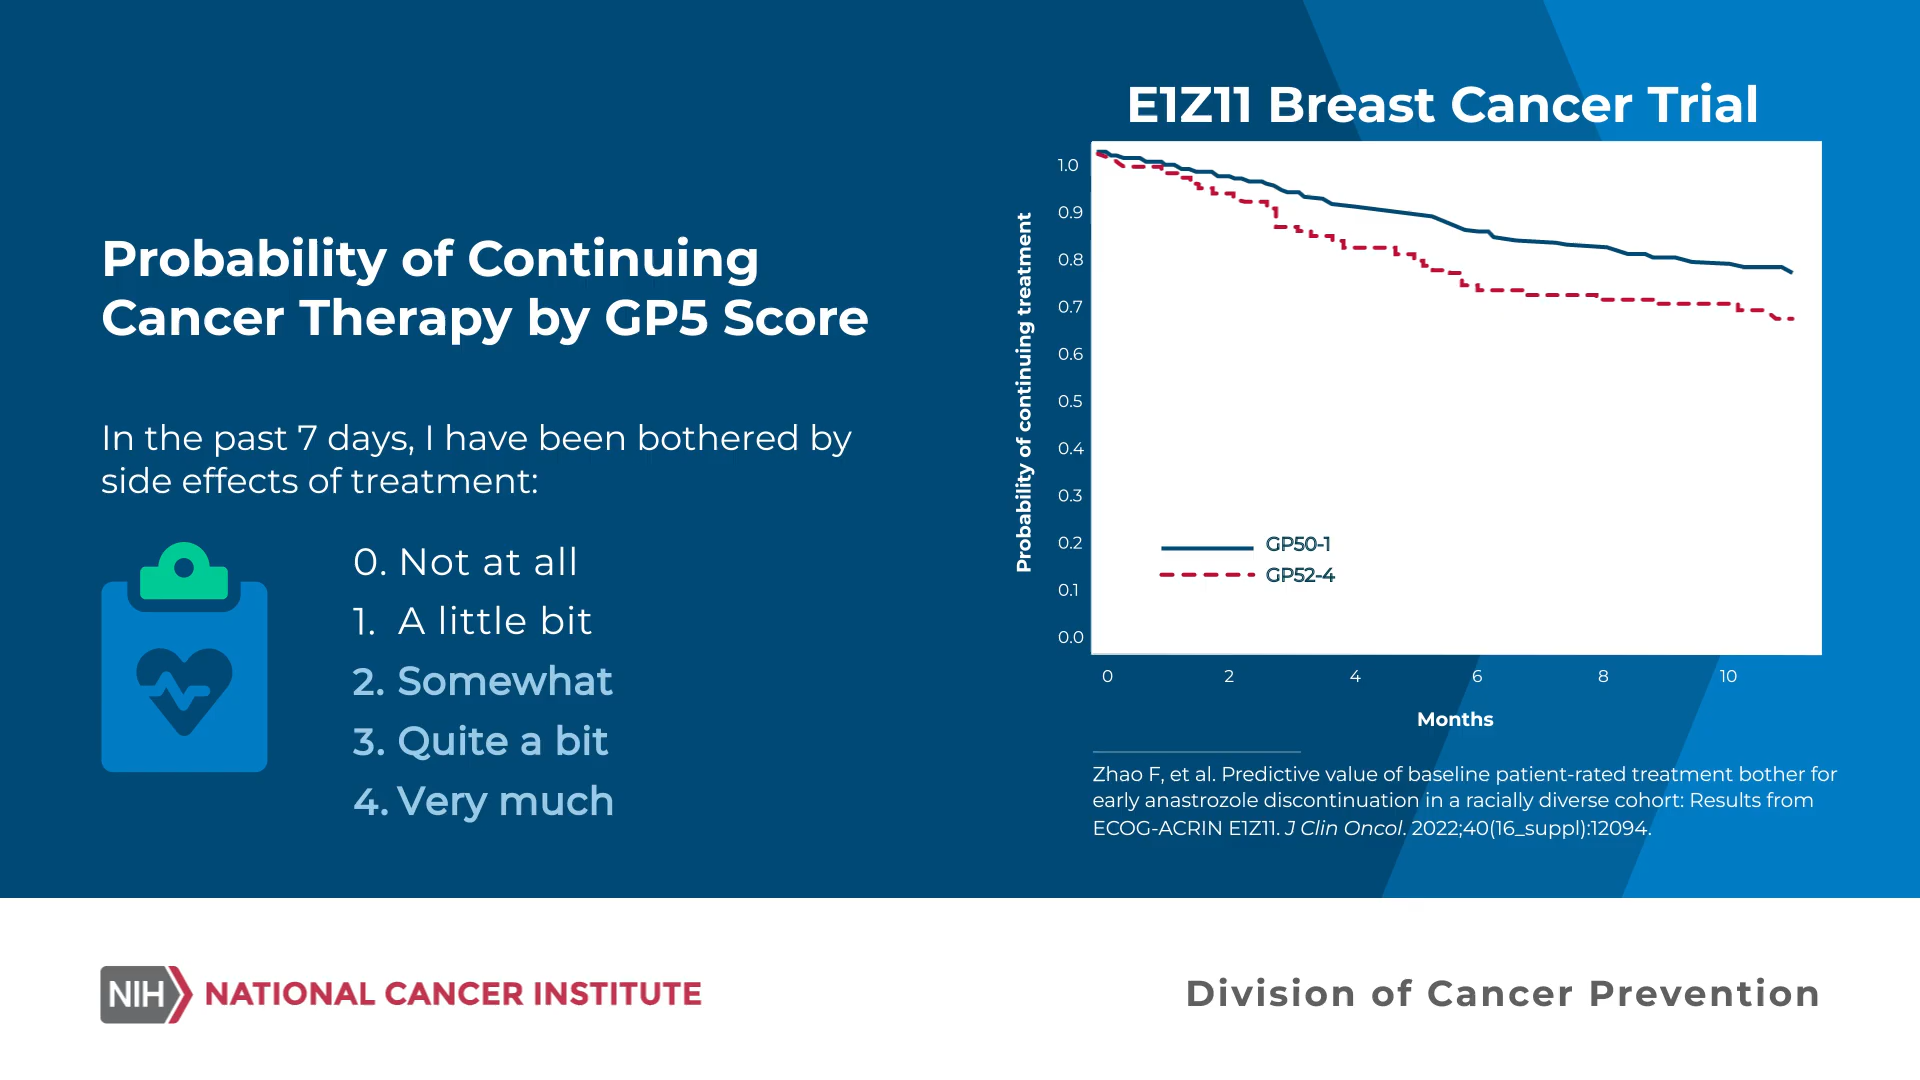 Probability of Continuing
Cancer Therapy by GP5 Score
In the past 7 days, I have been bothered by
side effects of treatment:
0. Not at all
1. A little bit
2. Somewhat
3. Quite a bit
4. Very much
E1Z11 Breast Cancer Trial
Probability of continuing treatment
1.0
0.9
0.8
0.7
0.6
0.5
0.4
0.3
0.2
0.1
0.0
GP50-1
GP52-4
0 2 4 6 8 10
Months
Zhao F, et al. Predictive value of baseline patient-rated treatment bother for
early anastrozole discontinuation in a racially diverse cohort: Results from
ECOG-ACRIN E1Z11. J Clin Oncol. 2022;40(16_suppl):12094.
NIH NATIONAL CANCER INSTITUTE
Division of Cancer Prevention